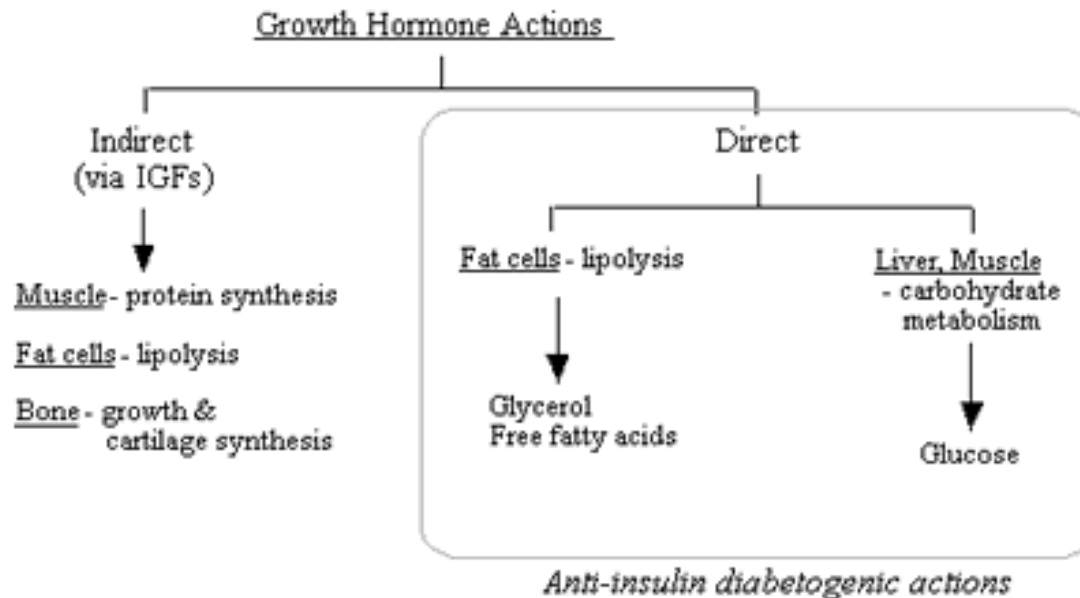 Growth Hormone Actions
Indirect
(via IGFs)
Muscle - protein synthesis
Fat cells - lipolysis
Bone - growth &
cartilage synthesis
Direct
Fat cells - lipolysis
Glycerol
Free fatty acids
Liver, Muscle
- carbohydrate
metabolism
Glucose
Anti-insulin diabetogenic actions